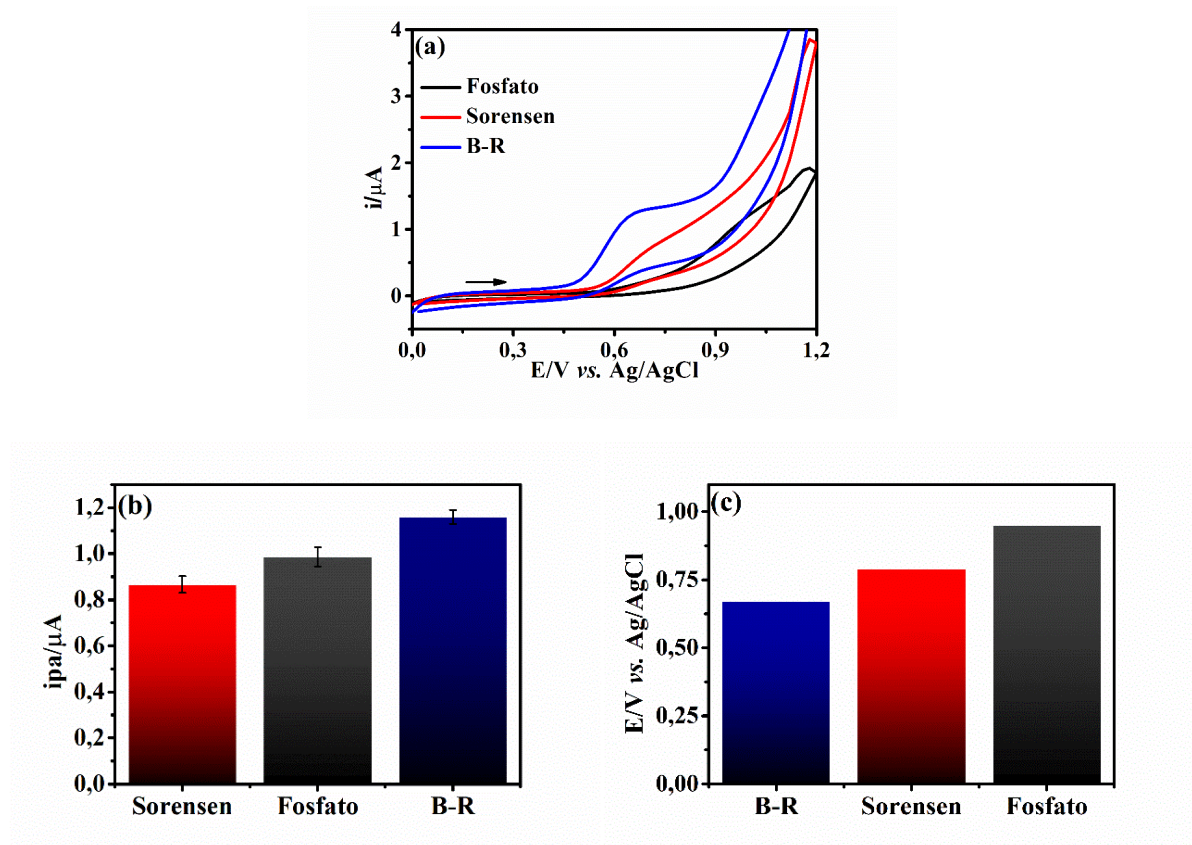 (a)
Fosfato
Sorensen
B-R
i/µA
4
3
2
1
0
0,0 0,3 0,6 0,9 1,2
E/V vs. Ag/AgCl
(b)
ipa/µA
1,2
1,0
0,8
0,6
0,4
0,2
0,0
Sorensen Fosfato B-R
(c)
E/V vs. Ag/AgCl
1,00
0,75
0,50
0,25
0,00
B-R Sorensen Fosfato